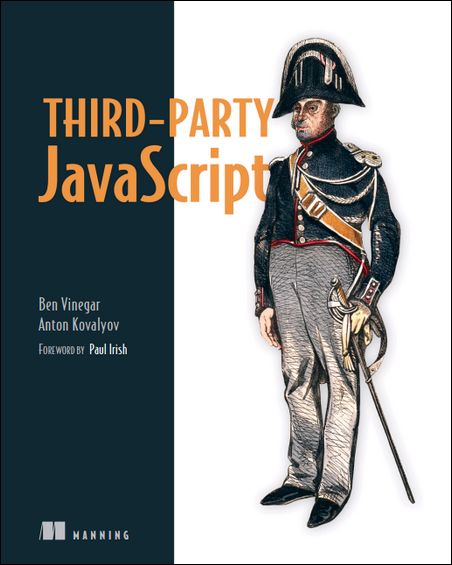 THIRD-PARTY
JavaScript
Ben Vinegar
Anton Kovalyov
FOREWORD BY Paul Irish
MANNING